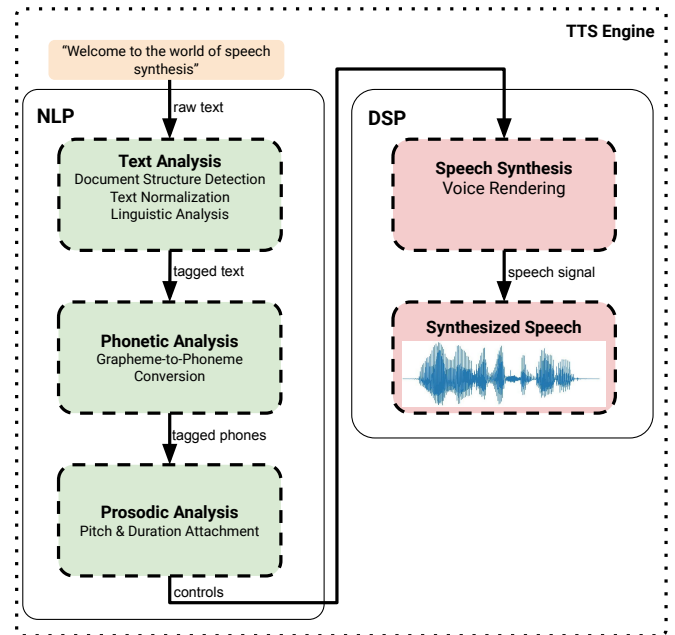 TTS Engine
“Welcome to the world of speech
synthesis”
raw text
NLP
Text Analysis
Document Structure Detection
Text Normalization
Linguistic Analysis
tagged text
Phonetic Analysis
Grapheme-to-Phoneme
Conversion
tagged phones
Prosodic Analysis
Pitch & Duration Attachment
controls
DSP
Speech Synthesis
Voice Rendering
speech signal
Synthesized Speech